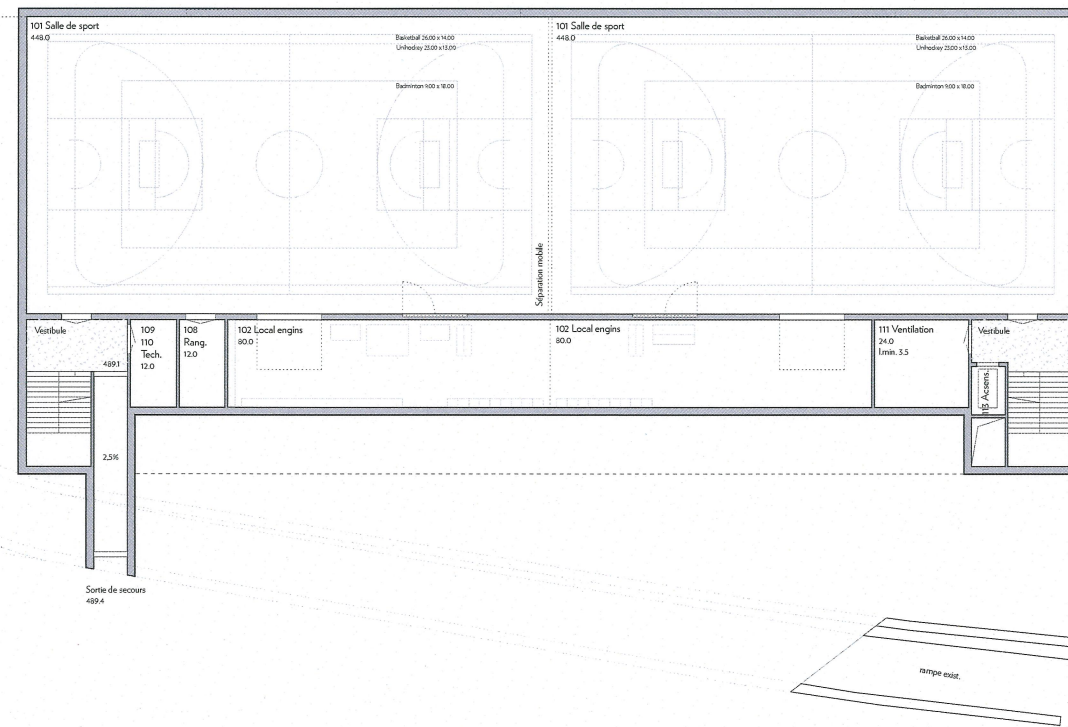 101 Salle de sport
448.0
Basketball 26.00 x 14.00
Unihockey 23.00 x 13.00
Badminton 9.00 x 18.00
Séparation mobile
101 Salle de sport
448.0
Basketball 26.00 x 14.00
Unihockey 23.00 x 13.00
Badminton 9.00 x 18.00
Vestibule
489.1
109
110
Tech.
12.0
108
Rang.
12.0
102 Local engins
80.0
102 Local engins
80.0
111 Ventilation
24.0
l.min. 3.5
Vestibule
113 Acsens.
2,5%
Sortie de secours
489.4
rampe exist.